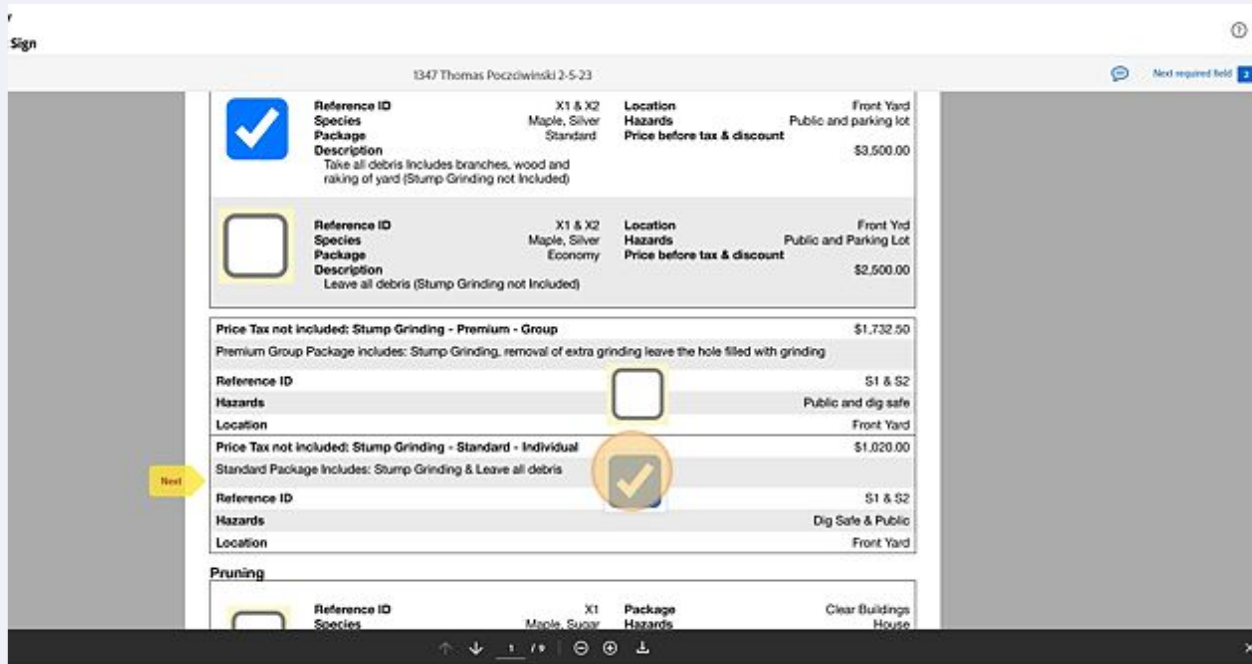 Sign
1347 Thomas Poczciwinski 2-5-23
Next required field 2
Reference ID X1 & X2 Location Front Yard
Species Maple, Silver Hazards Public and parking lot
Package Standard Price before tax & discount
Description $3,500.00
Take all debris Includes branches, wood and
raking of yard (Stump Grinding not Included)
Reference ID X1 & X2 Location Front Yrd
Species Maple, Silver Hazards Public and Parking Lot
Package Economy Price before tax & discount
Description $2,500.00
Leave all debris (Stump Grinding not Included)
Price Tax not included: Stump Grinding - Premium - Group $1,732.50
Premium Group Package includes: Stump Grinding, removal of extra grinding leave the hole filled with grinding
Reference ID S1 & S2
Hazards Public and dig safe
Location Front Yard
Price Tax not included: Stump Grinding - Standard - Individual $1,020.00
Standard Package Includes: Stump Grinding & Leave all debris
Next
Reference ID S1 & S2
Hazards Dig Safe & Public
Location Front Yard
Pruning
Reference ID X1 Package Clear Buildings
Species Maple, Sugar Hazards House
1 / 9